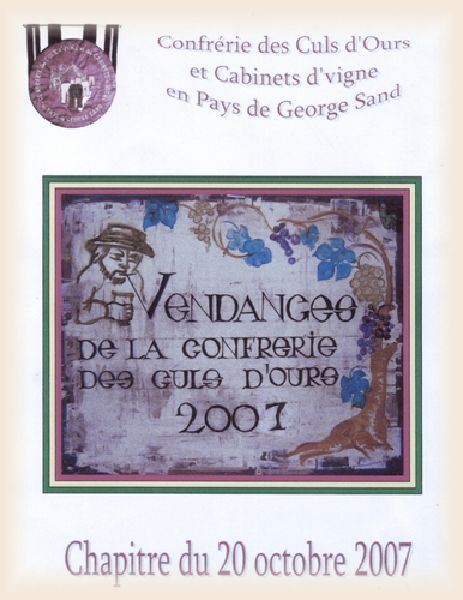 Confrérie des Culs d'Ours
et Cabinets d'vigne
en Pays de George Sand
VENDANGES
DE LA CONFRERIE
DES CULS D'OURS
2007
Chapitre du 20 octobre 2007